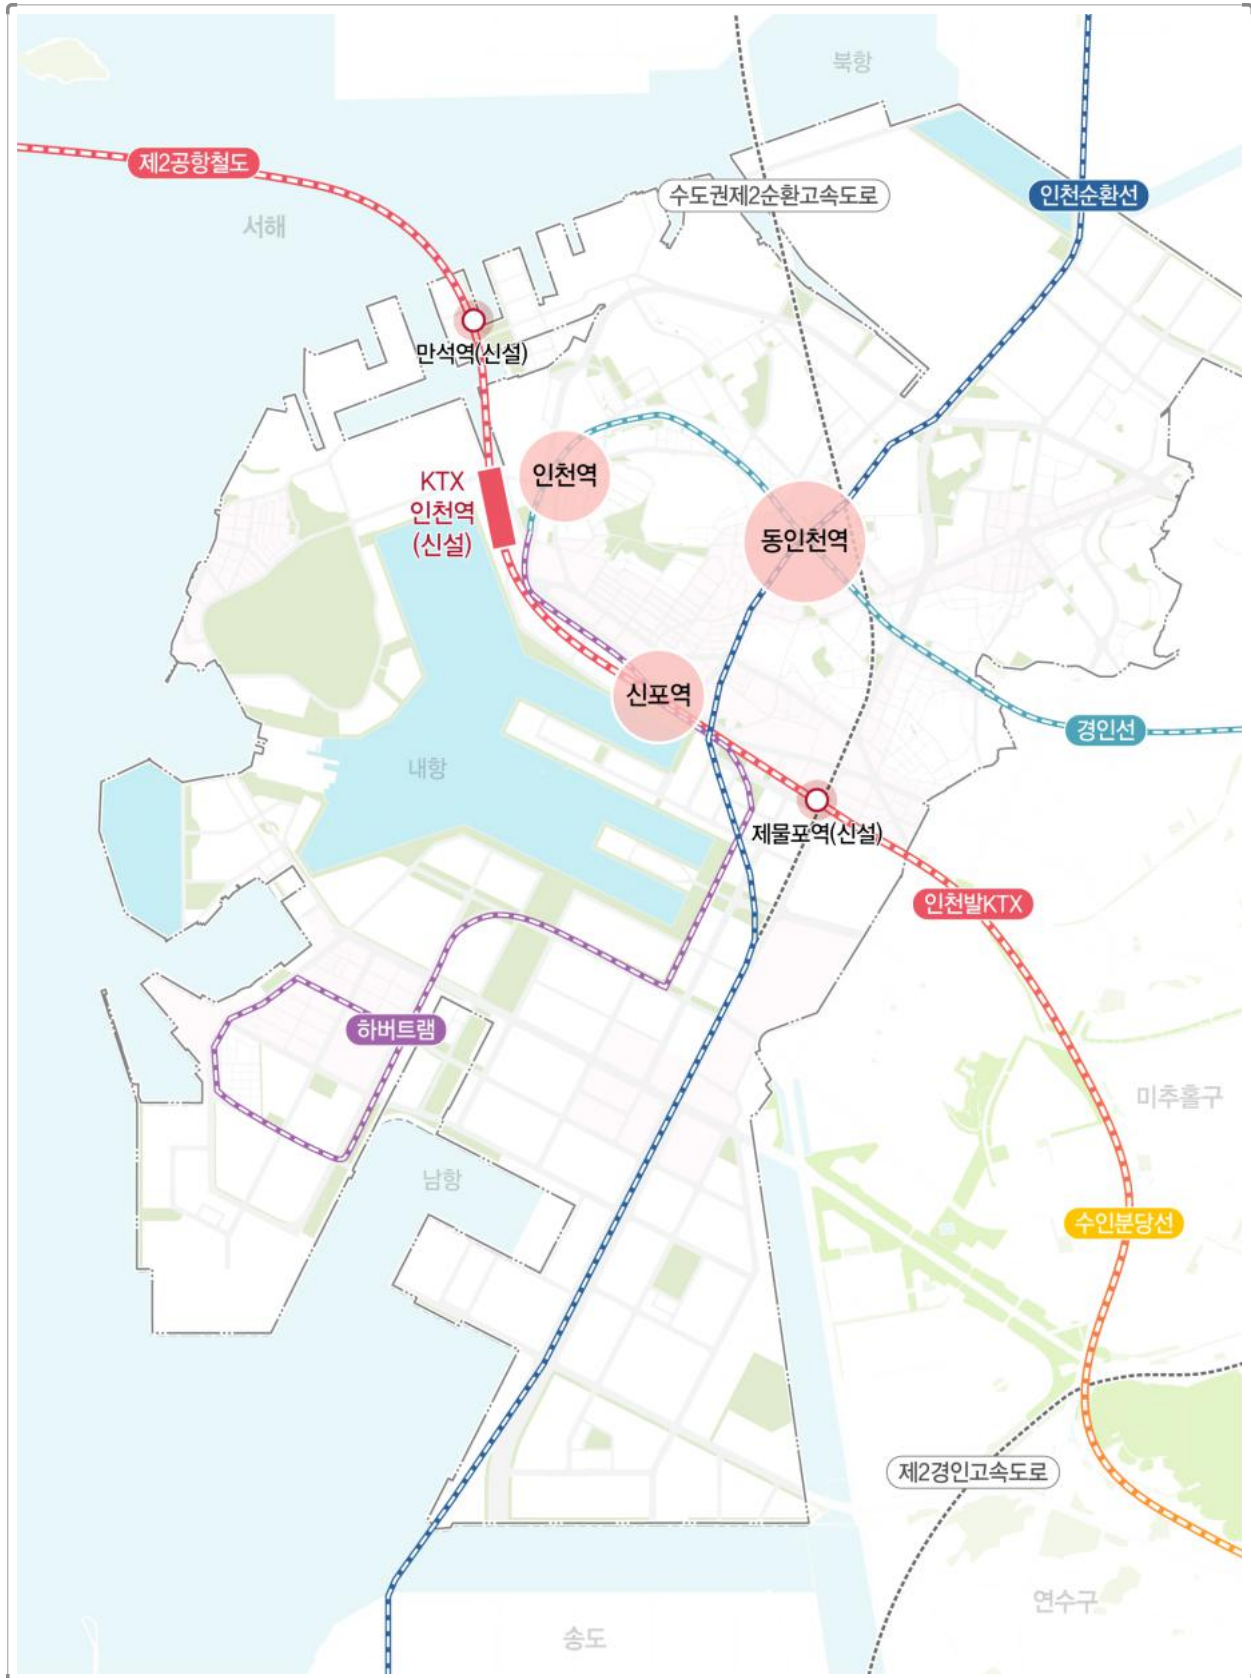 북항
제2공항철도
수도권제2순환고속도로
인천순환선
서해
만석역(신설)
KTX
인천역
(신설)
인천역
동인천역
신포역
경인선
내항
제물포역(신설)
인천발KTX
하버트램
미추홀구
남항
수인분당선
제2경인고속도로
연수구
송도